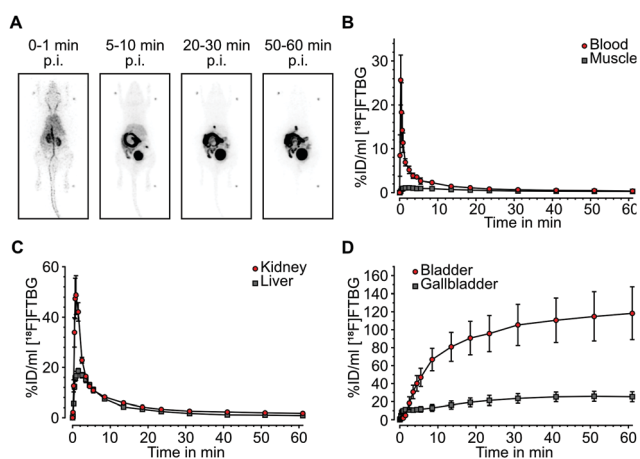 A
0-1 min
p.i.
5-10 min
p.i.
20-30 min
p.i.
50-60 min
p.i.
B
%ID/ml [¹⁸F]FTBG
30
20
10
0
Blood
Muscle
0 10 20 30 40 50 60
Time in min
C
%ID/ml [¹⁸F]FTBG
60
40
20
0
Kidney
Liver
0 10 20 30 40 50 60
Time in min
D
%ID/ml [¹⁸F]FTBG
160
140
120
100
80
60
40
20
0
Bladder
Gallbladder
0 10 20 30 40 50 60
Time in min